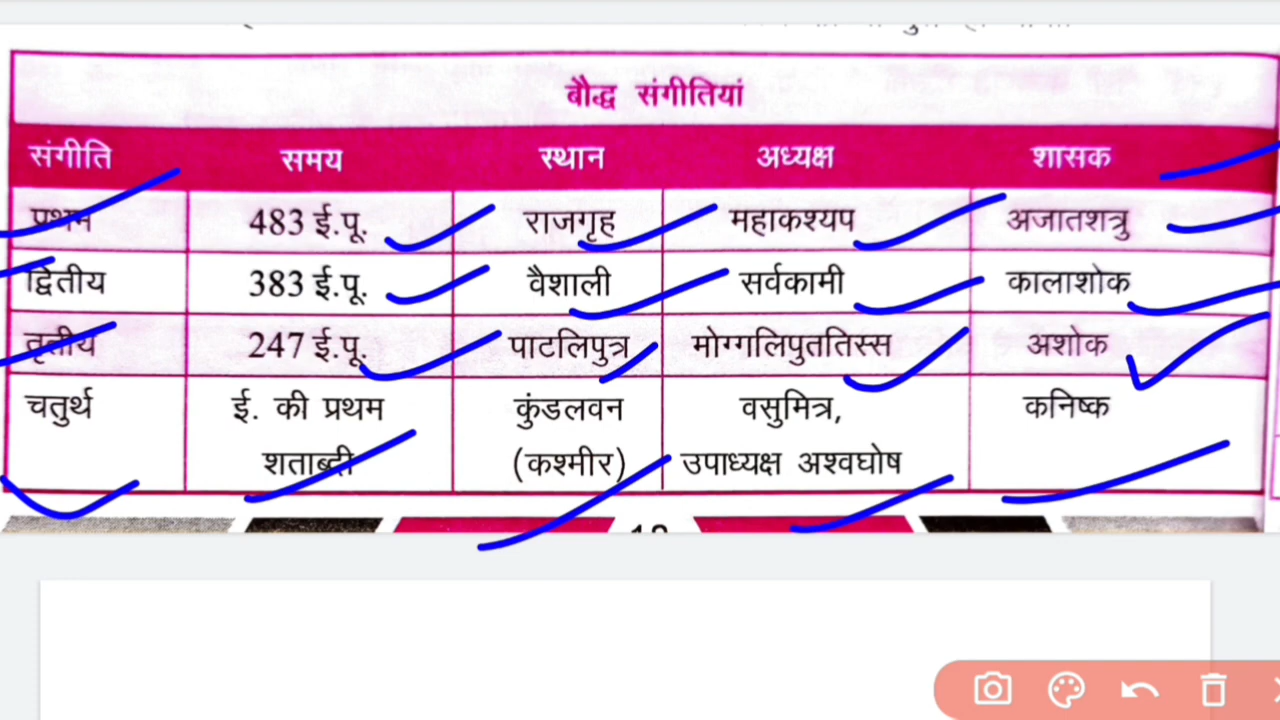 बौद्ध संगीतियां
संगीति समय स्थान अध्यक्ष शासक
प्रथम 483 ई.पू. राजगृह महाकश्यप अजातशत्रु
द्वितीय 383 ई.पू. वैशाली सर्वकामी कालाशोक
तृतीय 247 ई.पू. पाटलिपुत्र मोग्गलिपुततिस्स अशोक
चतुर्थ ई. की प्रथम कुंडलवन वसुमित्र, कनिष्क
शताब्दी (कश्मीर) उपाध्यक्ष अश्वघोष